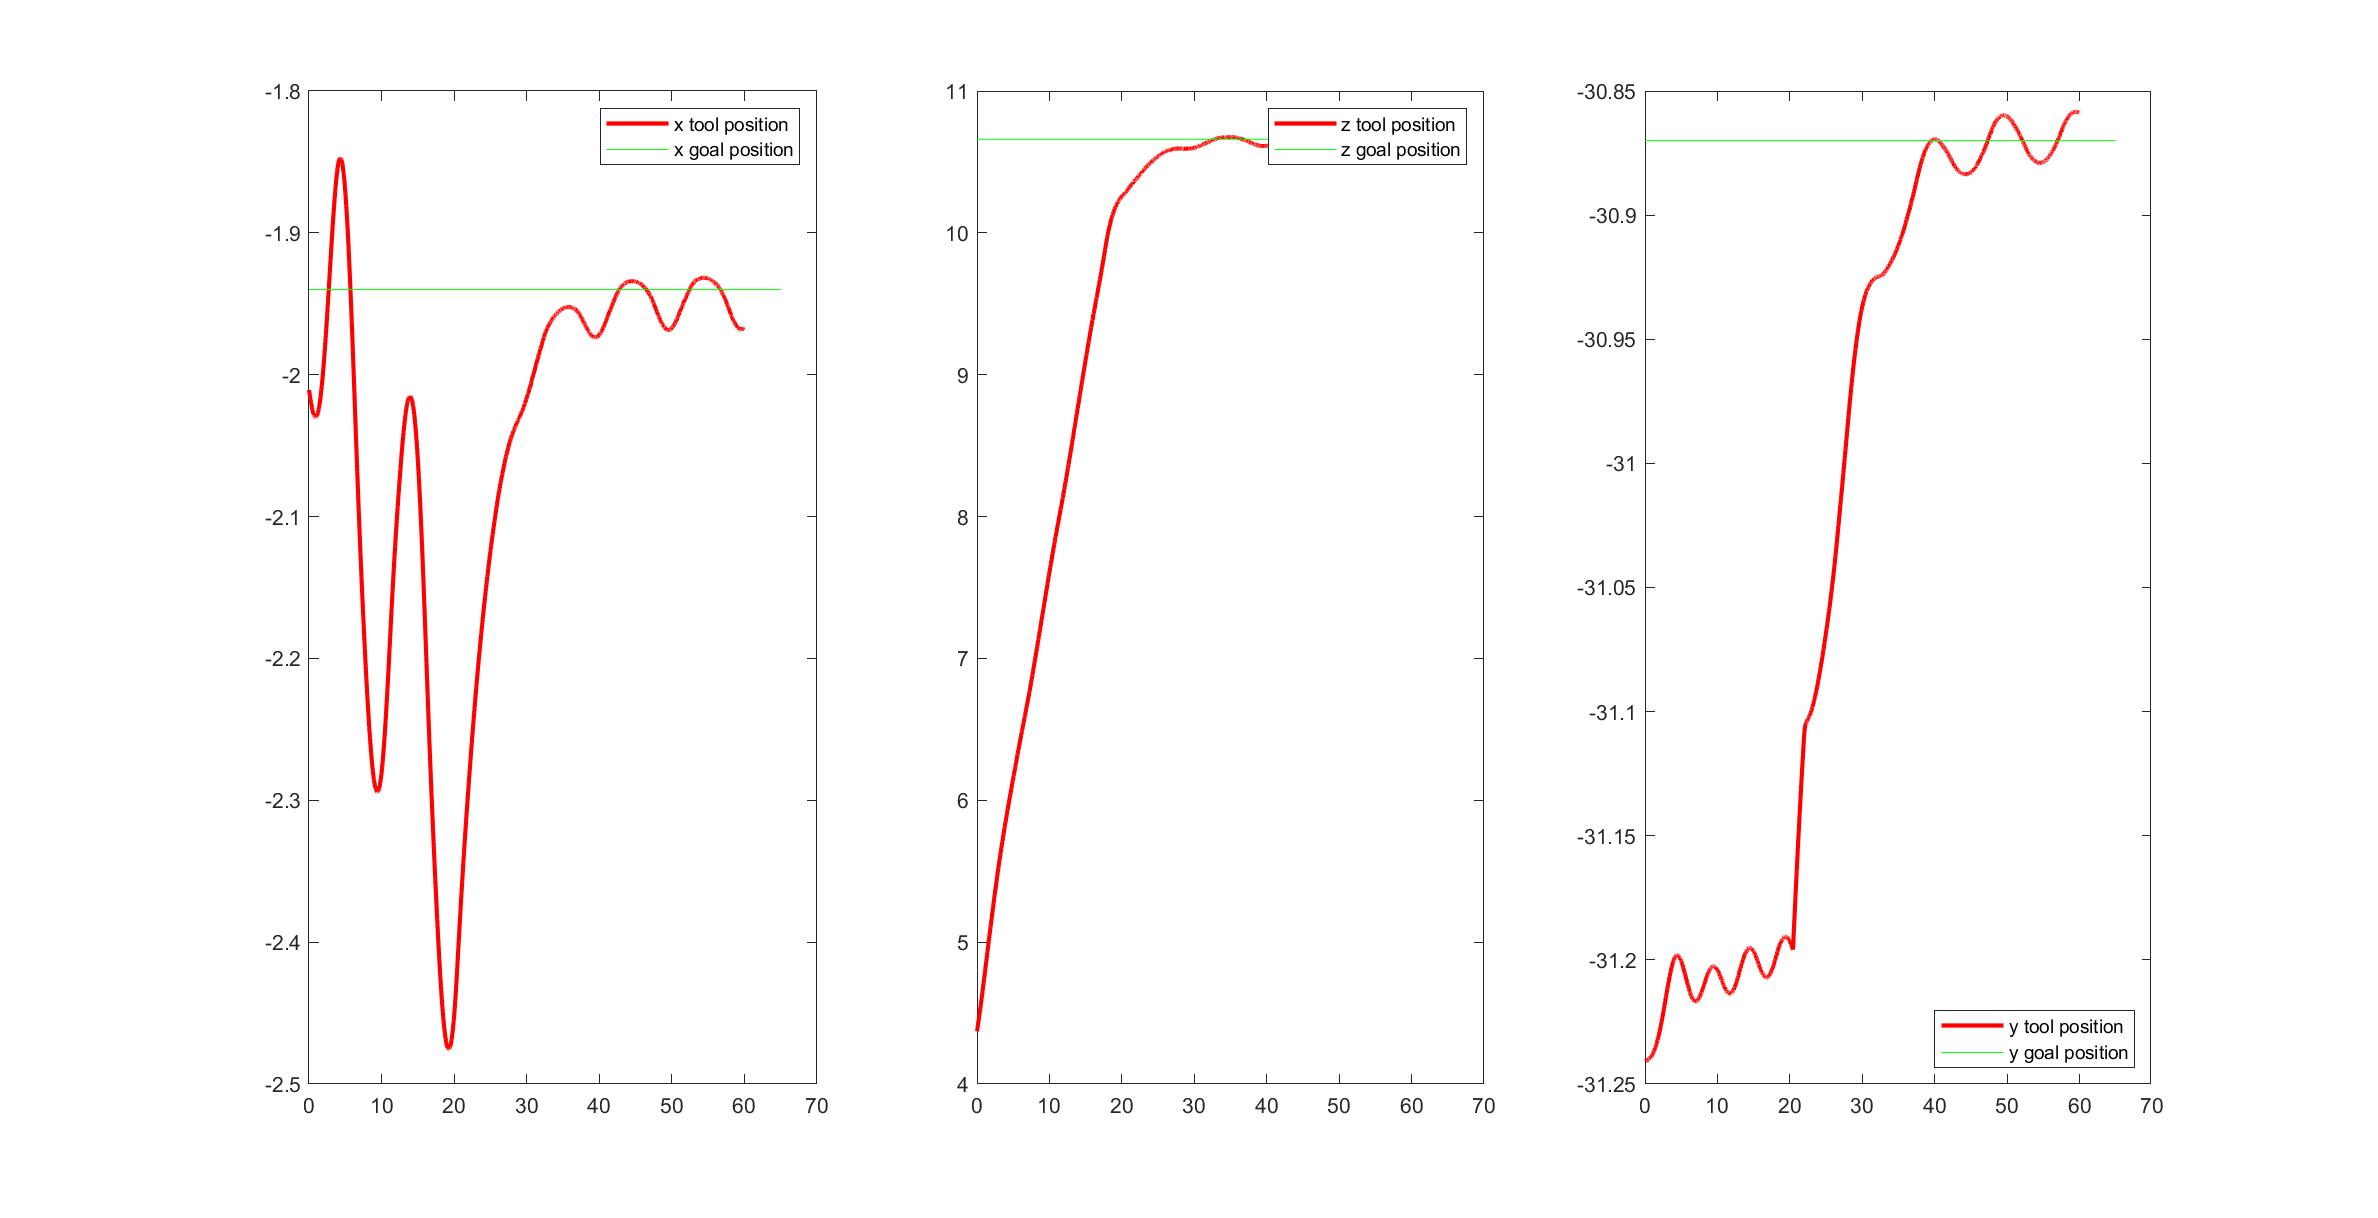 -1.8
-1.9
-2
-2.1
-2.2
-2.3
-2.4
-2.5
0 10 20 30 40 50 60 70
x tool position
x goal position
11
10
9
8
7
6
5
4
0 10 20 30 40 50 60 70
z tool position
z goal position
-30.85
-30.9
-30.95
-31
-31.05
-31.1
-31.15
-31.2
-31.25
0 10 20 30 40 50 60 70
y tool position
y goal position